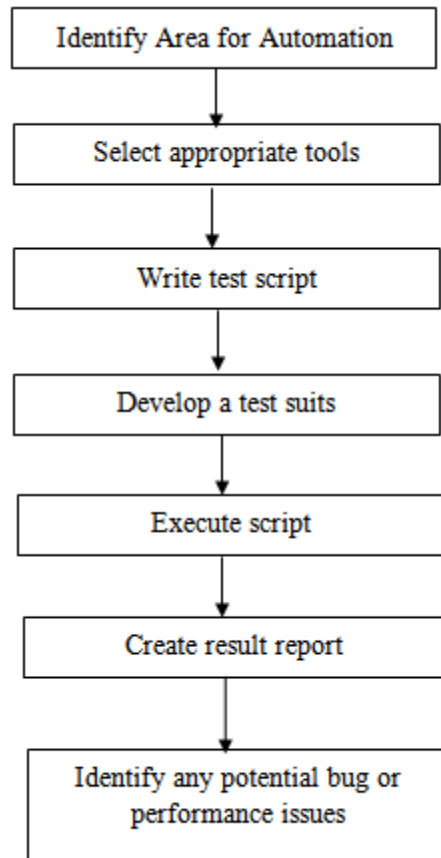 Identify Area for Automation
Select appropriate tools
Write test script
Develop a test suits
Execute script
Create result report
Identify any potential bug or
performance issues